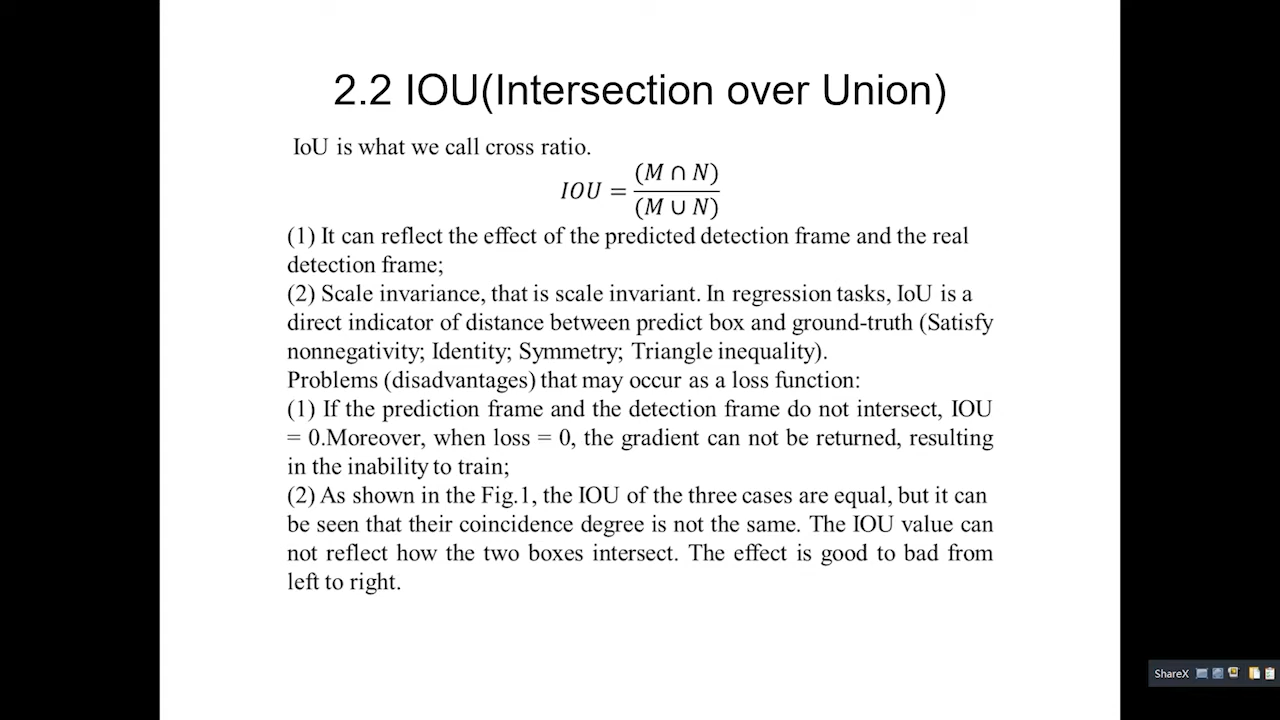 2.2 IOU(Intersection over Union)
IoU is what we call cross ratio.
IOU = (M ∩ N) / (M ∪ N)
(1) It can reflect the effect of the predicted detection frame and the real
detection frame;
(2) Scale invariance, that is scale invariant. In regression tasks, IoU is a
direct indicator of distance between predict box and ground-truth (Satisfy
nonnegativity; Identity; Symmetry; Triangle inequality).
Problems (disadvantages) that may occur as a loss function:
(1) If the prediction frame and the detection frame do not intersect, IOU
= 0.Moreover, when loss = 0, the gradient can not be returned, resulting
in the inability to train;
(2) As shown in the Fig.1, the IOU of the three cases are equal, but it can
be seen that their coincidence degree is not the same. The IOU value can
not reflect how the two boxes intersect. The effect is good to bad from
left to right.
ShareX